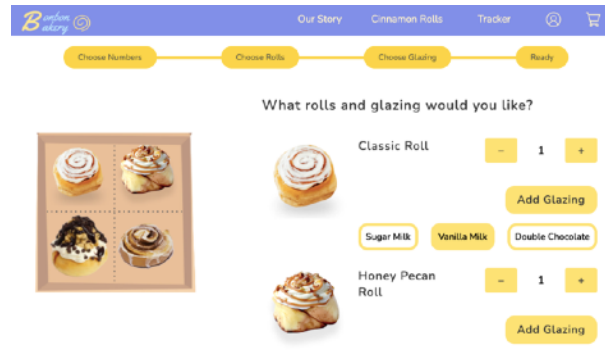 Bonbon Our Story Cinnamon Rolls Tracker
Bakery
Choose Numbers Choose Rolls Choose Glazing Ready
What rolls and glazing would you like?
Classic Roll − 1 +
Add Glazing
Sugar Milk Vanilla Milk Double Chocolate
Honey Pecan − 1 +
Roll
Add Glazing